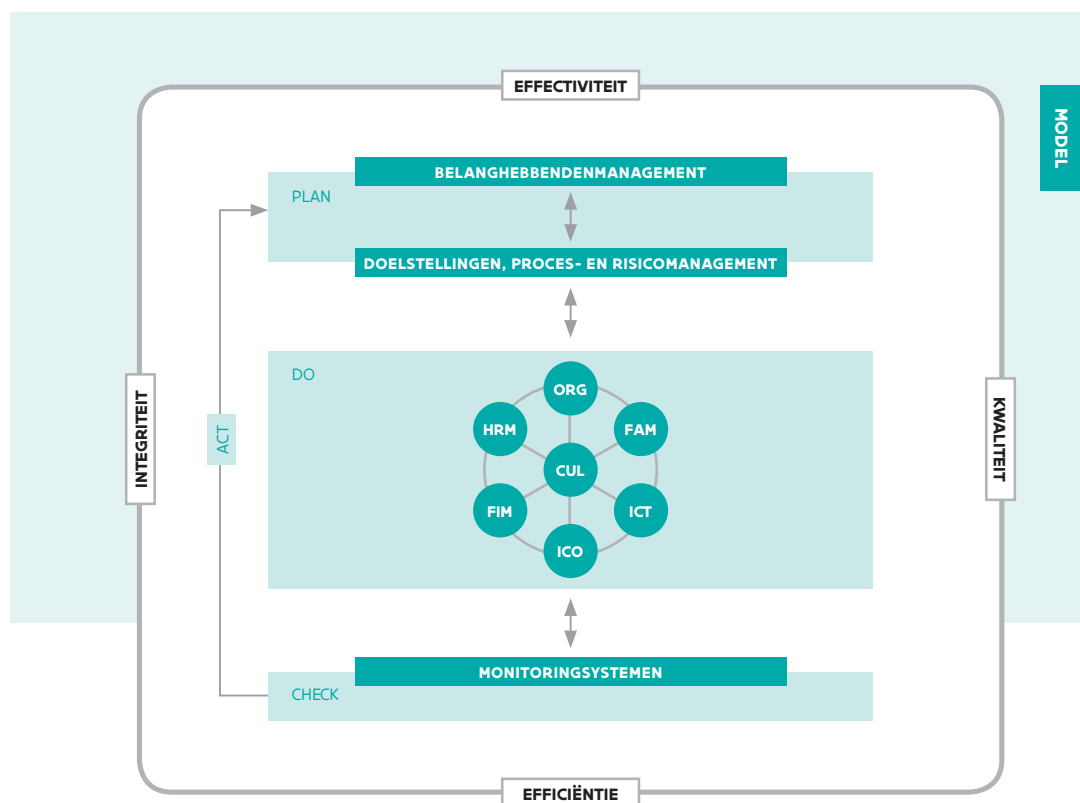 EFFECTIVITEIT
MODEL
BELANGHEBBENDENMANAGEMENT
PLAN
DOELSTELLINGEN, PROCES- EN RISICOMANAGEMENT
DO
ORG
HRM
FAM
CUL
FIM
ICT
ICO
INTEGRITEIT
ACT
KWALITEIT
MONITORINGSYSTEMEN
CHECK
EFFICIËNTIE